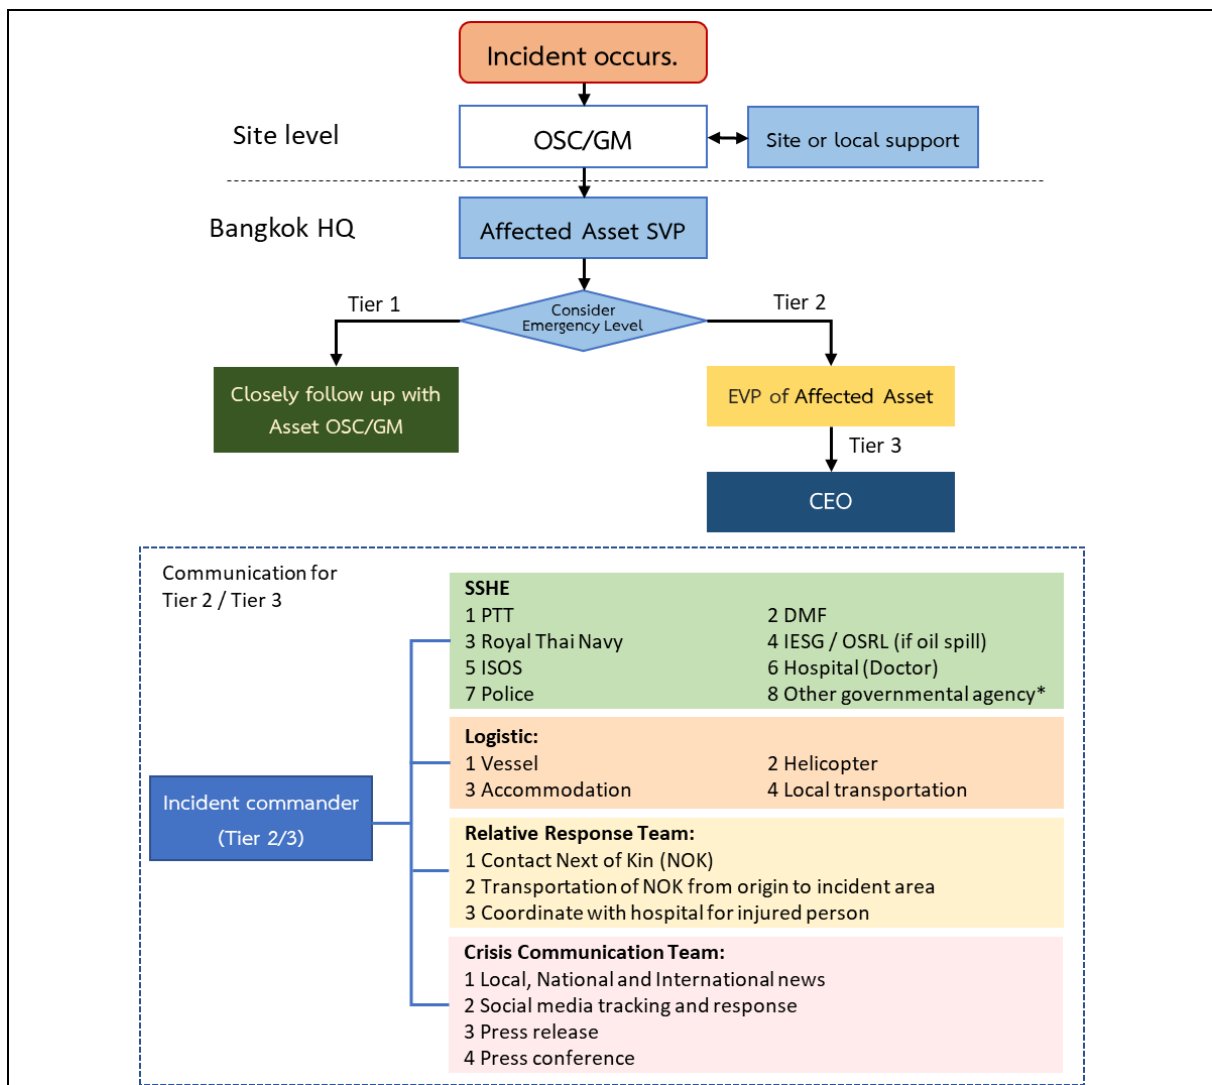 Incident occurs.
Site level
OSC/GM
Site or local support
Bangkok HQ
Affected Asset SVP
Tier 1
Consider
Emergency Level
Tier 2
Closely follow up with
Asset OSC/GM
EVP of Affected Asset
Tier 3
CEO
Communication for
Tier 2 / Tier 3
Incident commander
(Tier 2/3)
SSHE
1 PTT 2 DMF
3 Royal Thai Navy 4 IESG / OSRL (if oil spill)
5 ISOS 6 Hospital (Doctor)
7 Police 8 Other governmental agency*
Logistic:
1 Vessel 2 Helicopter
3 Accommodation 4 Local transportation
Relative Response Team:
1 Contact Next of Kin (NOK)
2 Transportation of NOK from origin to incident area
3 Coordinate with hospital for injured person
Crisis Communication Team:
1 Local, National and International news
2 Social media tracking and response
3 Press release
4 Press conference